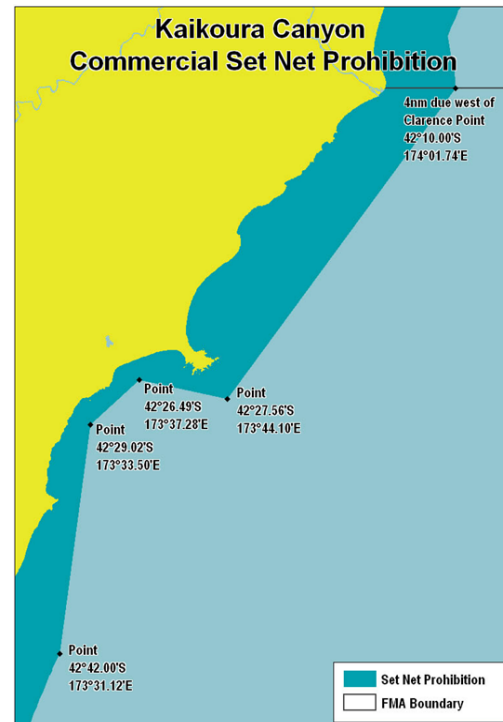 Kaikoura Canyon
Commercial Set Net Prohibition
4nm due west of
Clarence Point
42°10.00'S
174°01.74'E
Point
42°26.49'S
173°37.28'E
Point
42°27.56'S
173°44.10'E
Point
42°29.02'S
173°33.50'E
Point
42°42.00'S
173°31.12'E
Set Net Prohibition
FMA Boundary